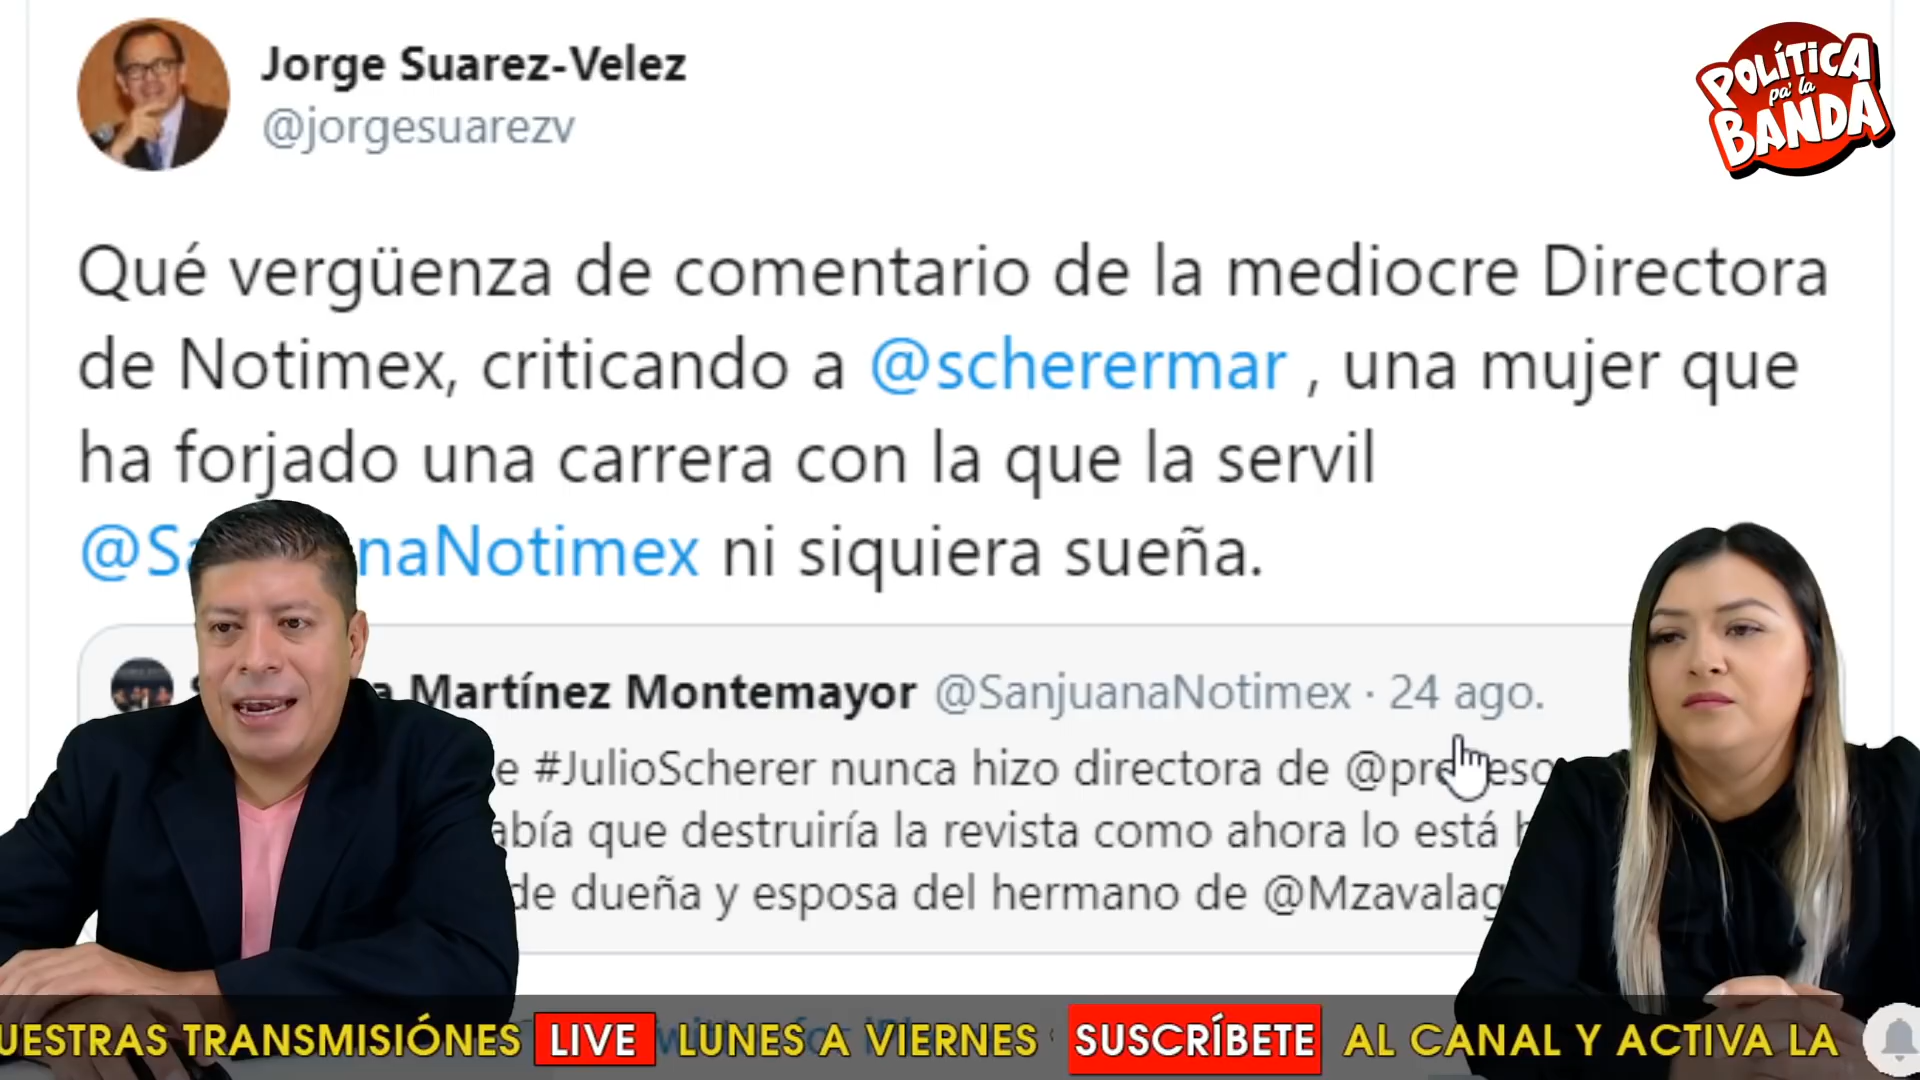 Jorge Suarez-Velez
@jorgesuarezv
POLÍTICA
pa' la
BANDA
Qué vergüenza de comentario de la mediocre Directora
de Notimex, criticando a @scherermar , una mujer que
ha forjado una carrera con la que la servil
@Sa naNotimex ni siquiera sueña.
Martínez Montemayor @SanjuanaNotimex · 24 ago.
e #JulioScherer nunca hizo directora de
que destruiría la revista como ahora lo está
de dueña y esposa del hermano de @Mzavalag
UESTRAS TRANSMISIÓNES LIVE LUNES A VIERNES SUSCRÍBETE AL CANAL Y ACTIVA LA